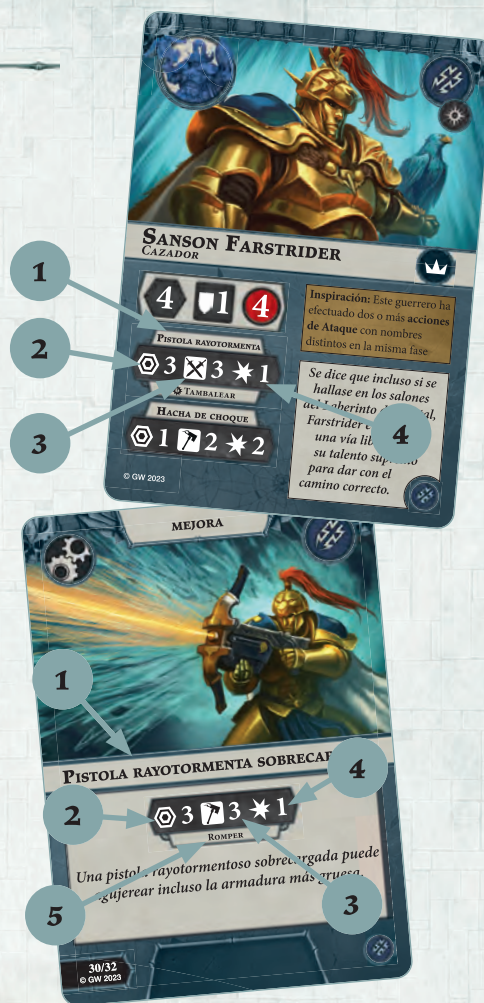 SANSON FARSTRIDER
CAZADOR
1
4 1 4
Inspiración: Este guerrero ha
efectuado dos o más acciones
de Ataque con nombres
distintos en la misma fase
PISTOLA RAYOTORMENTA
2
3 3 1
TAMBALEAR
3
4
HACHA DE CHOQUE
1 2 2
Se dice que incluso si se
hallase en los salones
del Laberinto
Farstrider
una vía
su talento
para dar con el
camino correcto.
© GW 2023
MEJORA
1
PISTOLA RAYOTORMENTA
4
2
3 3 1
ROMPER
Una pistola rayotormentoso sobrecargada puede
agujerear incluso la armadura más gruesa.
5
3
30/32
© GW 2023